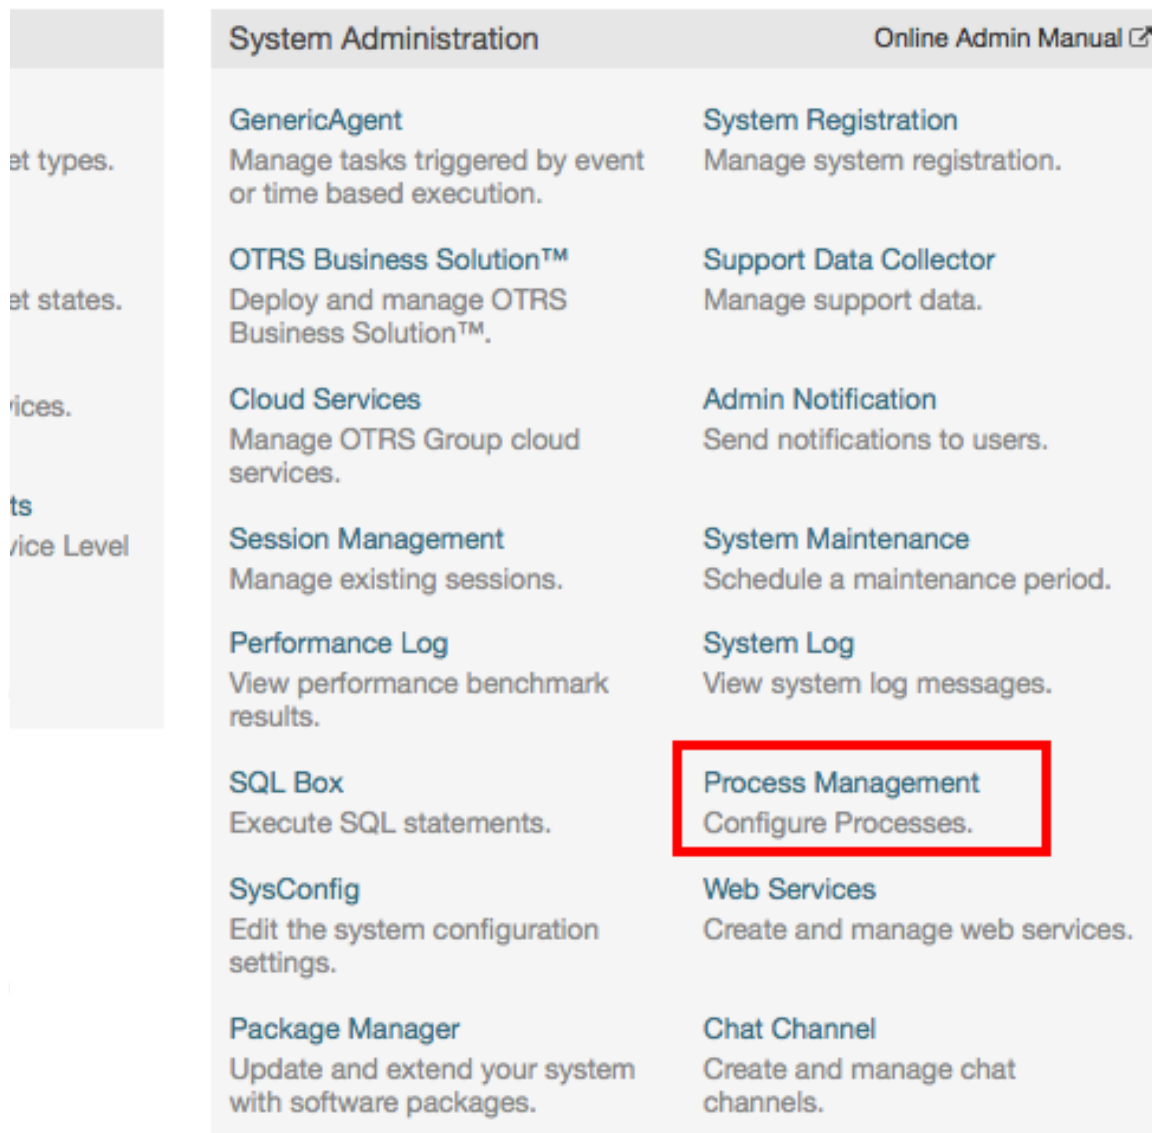 System Administration
Online Admin Manual
et types.
et states.
ices.
ts
vice Level
GenericAgent
Manage tasks triggered by event
or time based execution.
OTRS Business Solution™
Deploy and manage OTRS
Business Solution™.
Cloud Services
Manage OTRS Group cloud
services.
Session Management
Manage existing sessions.
Performance Log
View performance benchmark
results.
SQL Box
Execute SQL statements.
SysConfig
Edit the system configuration
settings.
Package Manager
Update and extend your system
with software packages.
System Registration
Manage system registration.
Support Data Collector
Manage support data.
Admin Notification
Send notifications to users.
System Maintenance
Schedule a maintenance period.
System Log
View system log messages.
Process Management
Configure Processes.
Web Services
Create and manage web services.
Chat Channel
Create and manage chat
channels.